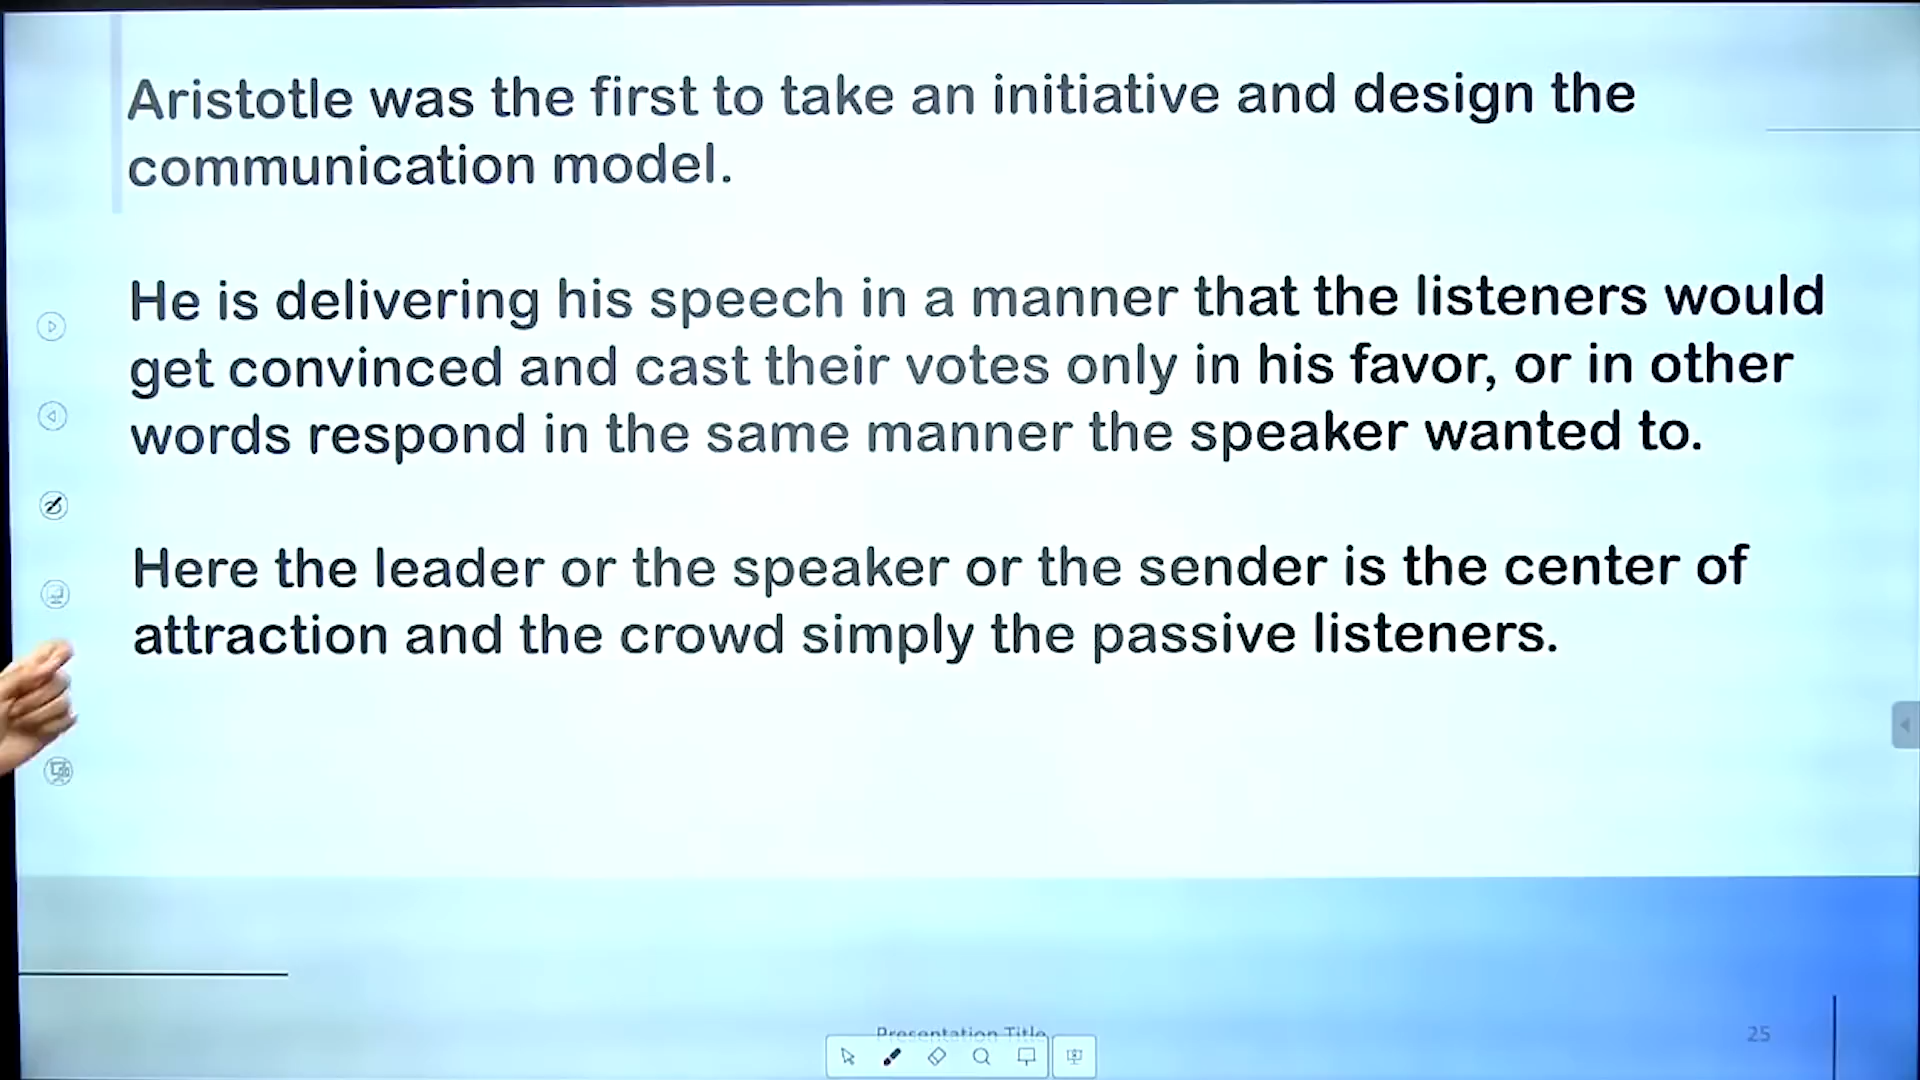 Aristotle was the first to take an initiative and design the
communication model.
He is delivering his speech in a manner that the listeners would
get convinced and cast their votes only in his favor, or in other
words respond in the same manner the speaker wanted to.
Here the leader or the speaker or the sender is the center of
attraction and the crowd simply the passive listeners.
Presentation Title
25